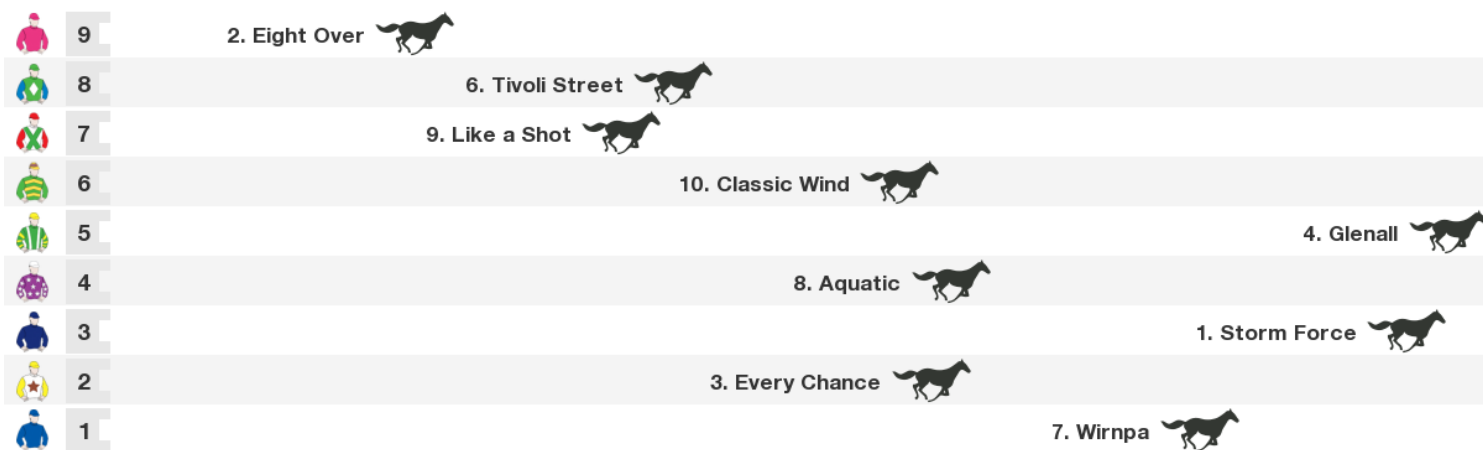 9 2. Eight Over
8 6. Tivoli Street
7 9. Like a Shot
6 10. Classic Wind
5 4. Glenall
4 8. Aquatic
3 1. Storm Force
2 3. Every Chance
1 7. Wirnpa